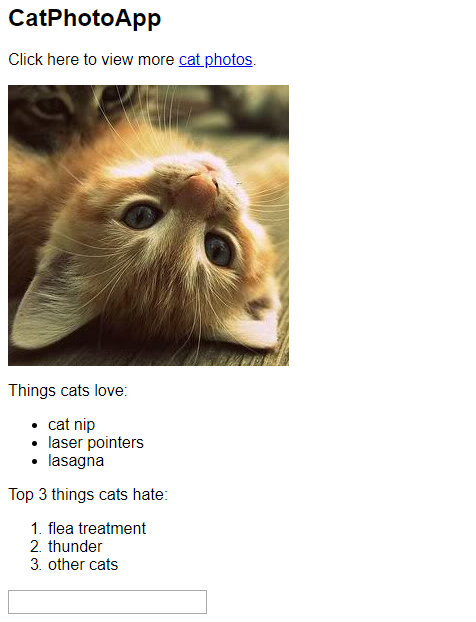 CatPhotoApp
Click here to view more cat photos.
Things cats love:
• cat nip
• laser pointers
• lasagna
Top 3 things cats hate:
1. flea treatment
2. thunder
3. other cats